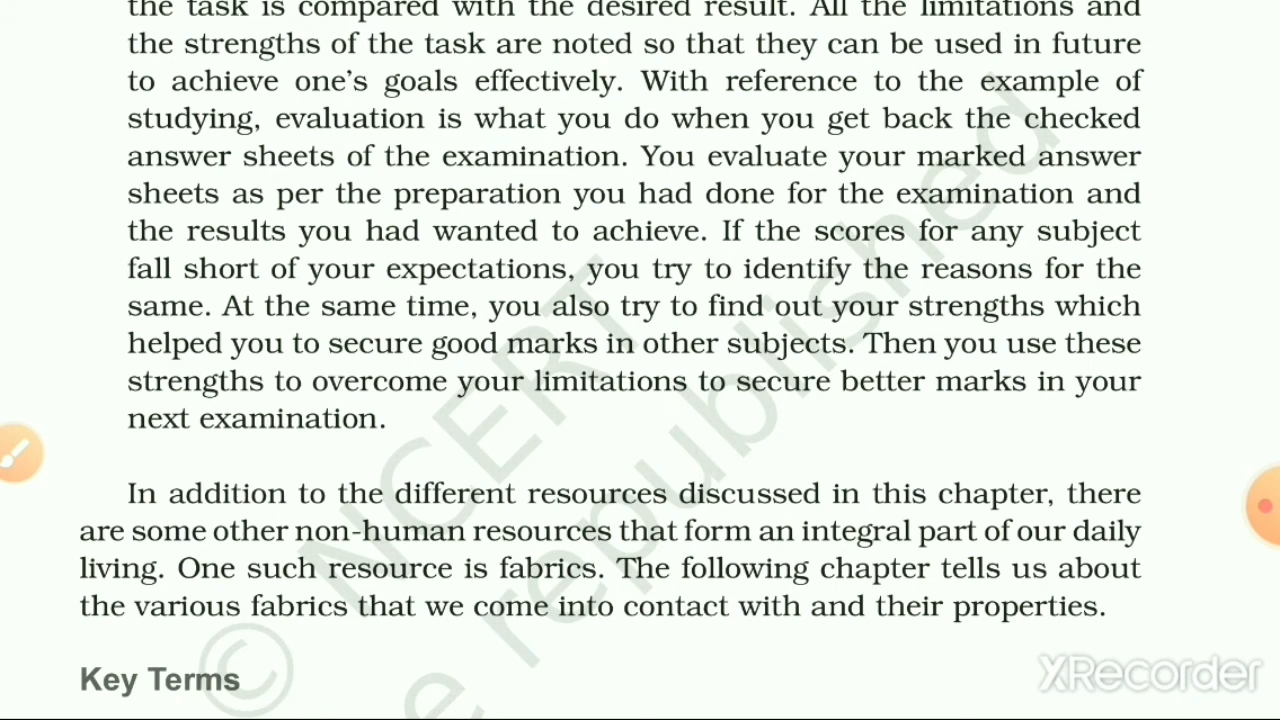 the task is compared with the desired result. All the limitations and
the strengths of the task are noted so that they can be used in future
to achieve one's goals effectively. With reference to the example of
studying, evaluation is what you do when you get back the checked
answer sheets of the examination. You evaluate your marked answer
sheets as per the preparation you had done for the examination and
the results you had wanted to achieve. If the scores for any subject
fall short of your expectations, you try to identify the reasons for the
same. At the same time, you also try to find out your strengths which
helped you to secure good marks in other subjects. Then you use these
strengths to overcome your limitations to secure better marks in your
next examination.
In addition to the different resources discussed in this chapter, there
are some other non-human resources that form an integral part of our daily
living. One such resource is fabrics. The following chapter tells us about
the various fabrics that we come into contact with and their properties.
Key Terms
© NCERT
e republished
XRecorder